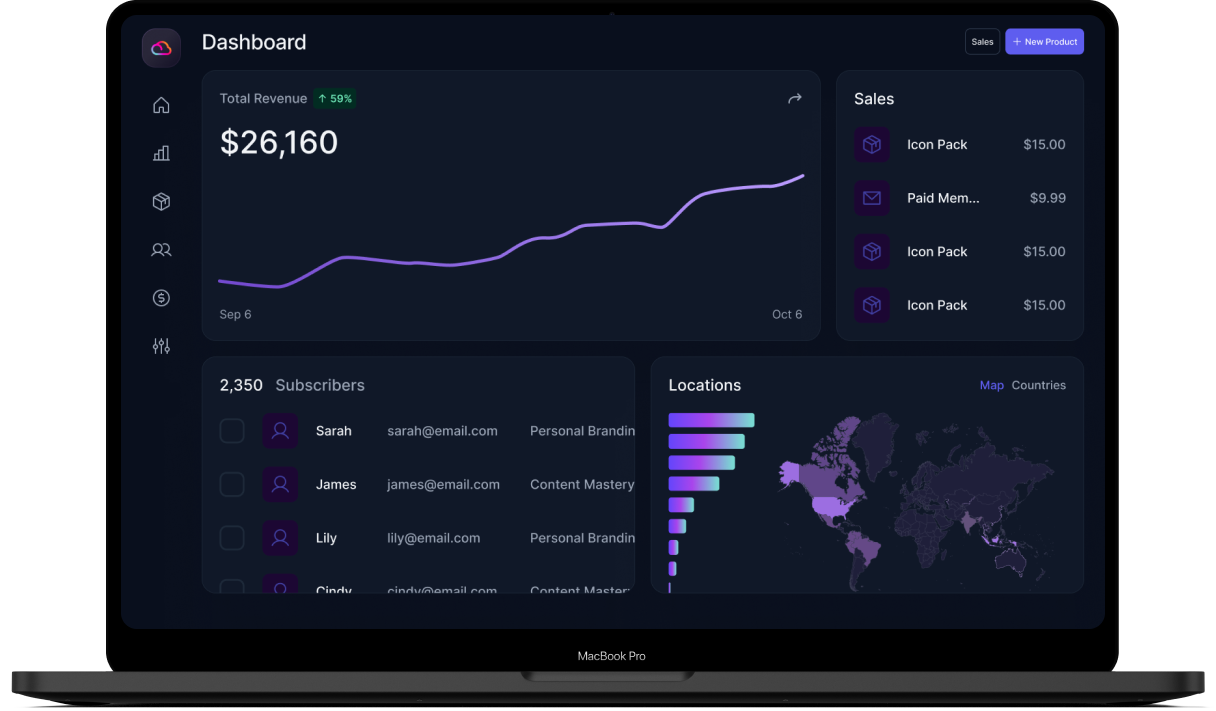 Dashboard
Sales
+ New Product
Total Revenue ↑ 59%
$26,160
Sep 6
Oct 6
Sales
Icon Pack $15.00
Paid Mem... $9.99
Icon Pack $15.00
Icon Pack $15.00
2,350 Subscribers
Sarah sarah@email.com Personal Brandin
James james@email.com Content Mastery
Lily lily@email.com Personal Brandin
Cindy cindy@email.com Content Master
Locations
Map Countries
MacBook Pro